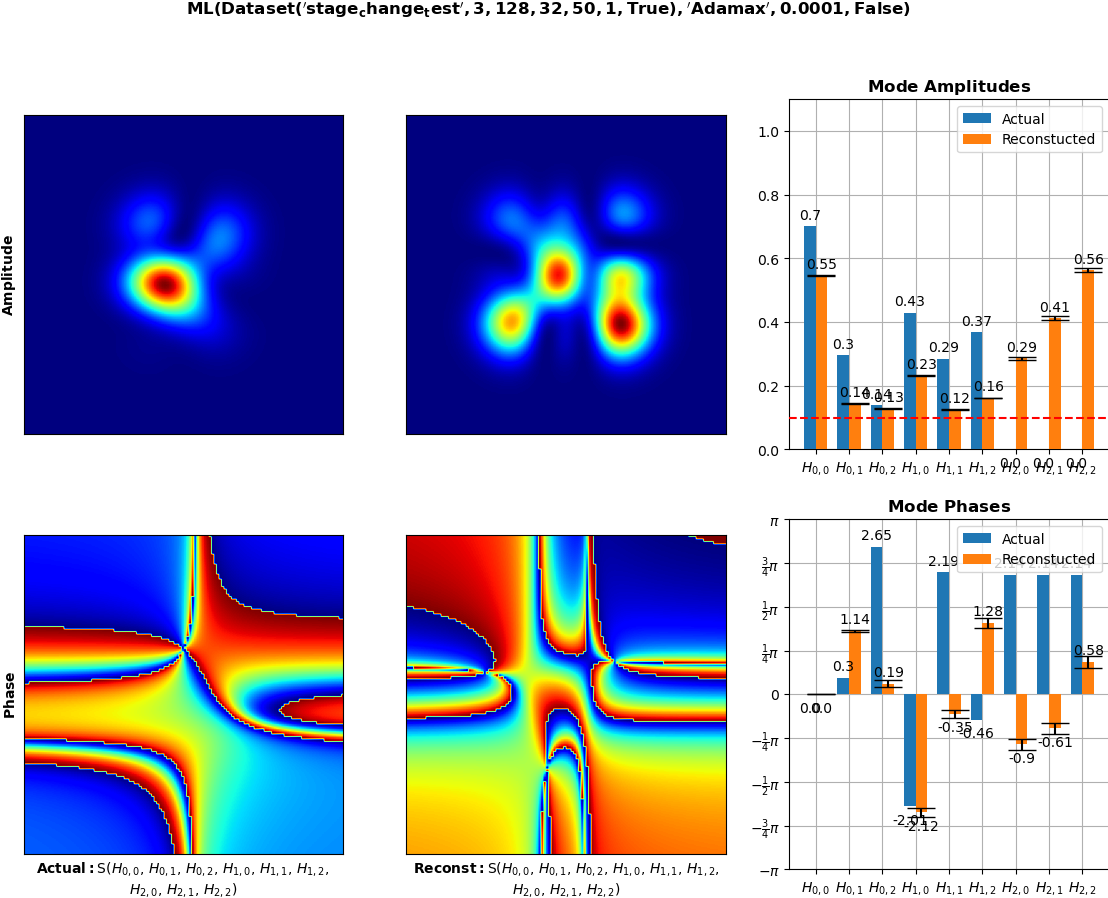 ML(Dataset('stage_change_test', 3, 128, 32, 50, 1, True), 'Adamax', 0.0001, False)
Amplitude
Mode Amplitudes
Actual
Reconstucted
1.0
0.8
0.6
0.4
0.2
0.0
0.7
0.55
0.3
0.14
0.14
0.13
0.43
0.23
0.29
0.12
0.37
0.16
0.0
0.29
0.0
0.41
0.0
0.56
H0,0 H0,1 H0,2 H1,0 H1,1 H1,2 H2,0 H2,1 H2,2
Phase
Mode Phases
Actual
Reconstucted
π
3/4π
1/2π
1/4π
0
−1/4π
−1/2π
−3/4π
−π
0.0
0.0
0.3
1.14
2.65
0.19
-2.01
-2.12
2.19
-0.35
-0.46
1.28
-0.9
-0.61
0.58
H0,0 H0,1 H0,2 H1,0 H1,1 H1,2 H2,0 H2,1 H2,2
Actual: S(H0,0, H0,1, H0,2, H1,0, H1,1, H1,2,
H2,0, H2,1, H2,2)
Reconst: S(H0,0, H0,1, H0,2, H1,0, H1,1, H1,2,
H2,0, H2,1, H2,2)